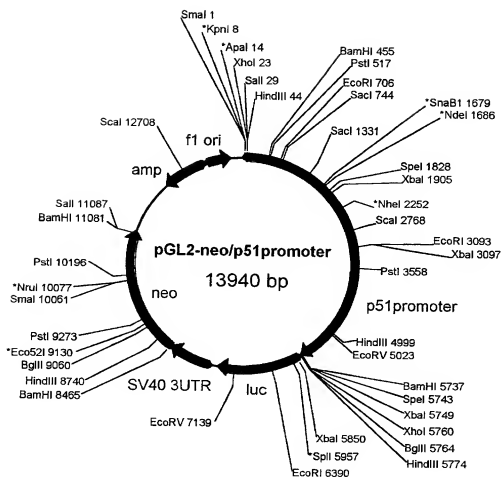 SmaI 1
*KpnI 8
*ApaI 14
XhoI 23
SalI 29
HindIII 44
BamHI 455
PstI 517
EcoRI 706
SacI 744
SacI 1331
*SnaB1 1679
*NdeI 1686
SpeI 1828
XbaI 1905
*NheI 2252
ScaI 2768
EcoRI 3093
XbaI 3097
PstI 3558
p51promoter
HindIII 4999
EcoRV 5023
BamHI 5737
SpeI 5743
XbaI 5749
XhoI 5760
BglII 5764
HindIII 5774
XbaI 5850
*SplI 5957
EcoRI 6390
luc
EcoRV 7139
SV40 3UTR
BamHI 8465
HindIII 8740
BglII 9060
*Eco52I 9130
PstI 9273
neo
SmaI 10061
*NruI 10077
PstI 10196
BamHI 11081
SalI 11087
amp
ScaI 12708
f1 ori
pGL2-neo/p51promoter
13940 bp